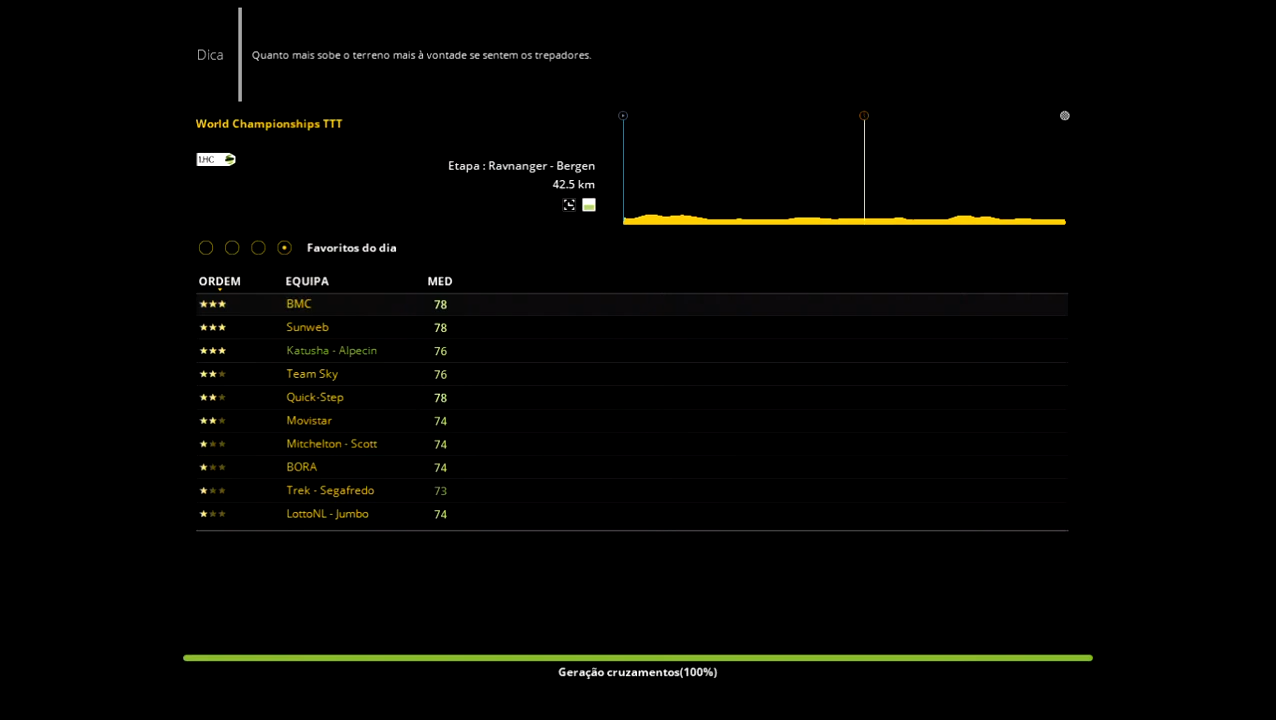 Dica
Quanto mais sobe o terreno mais à vontade se sentem os trepadores.
World Championships TTT
1.HC
Etapa : Ravnanger - Bergen
42.5 km
Favoritos do dia
ORDEM EQUIPA MED
BMC 78
Sunweb 78
Katusha - Alpecin 76
Team Sky 76
Quick-Step 78
Movistar 74
Mitchelton - Scott 74
BORA 74
Trek - Segafredo 73
LottoNL - Jumbo 74
Geração cruzamentos(100%)